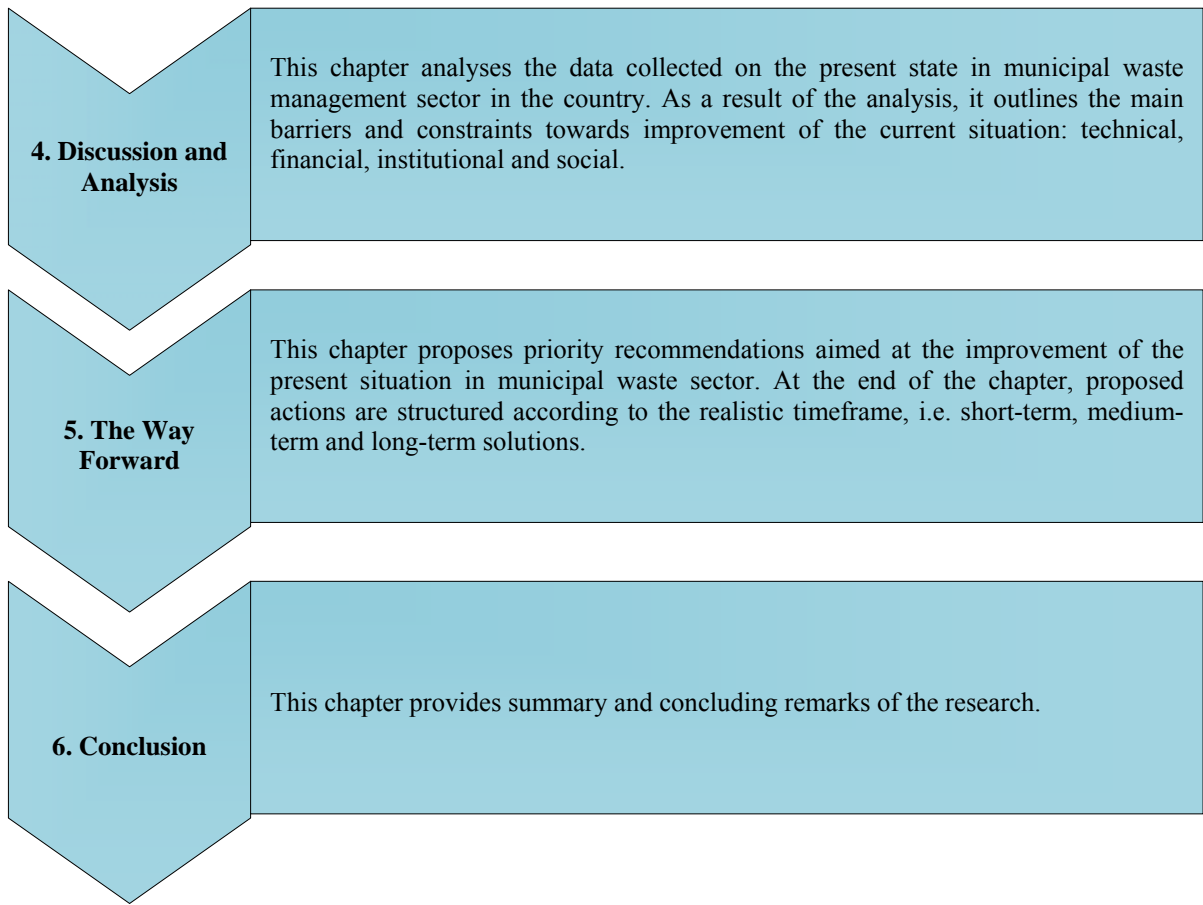 4. Discussion and
Analysis
This chapter analyses the data collected on the present state in municipal waste
management sector in the country. As a result of the analysis, it outlines the main
barriers and constraints towards improvement of the current situation: technical,
financial, institutional and social.
5. The Way
Forward
This chapter proposes priority recommendations aimed at the improvement of the
present situation in municipal waste sector. At the end of the chapter, proposed
actions are structured according to the realistic timeframe, i.e. short-term, medium-
term and long-term solutions.
6. Conclusion
This chapter provides summary and concluding remarks of the research.